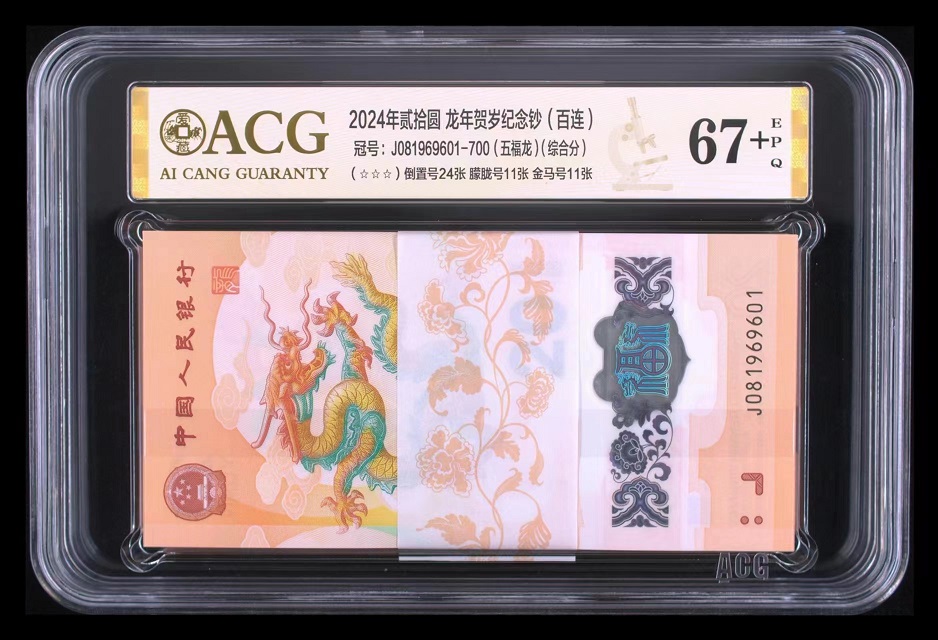 ACG
AI CANG GUARANTY
2024年贰拾圆 龙年贺岁纪念钞（百连）
冠号：J081969601-700（五福龙）(综合分)
（☆☆☆）倒置号24张 朦胧号11张 金马号11张
67+
EPQ
中国人民银行
福
J081969601
ACG